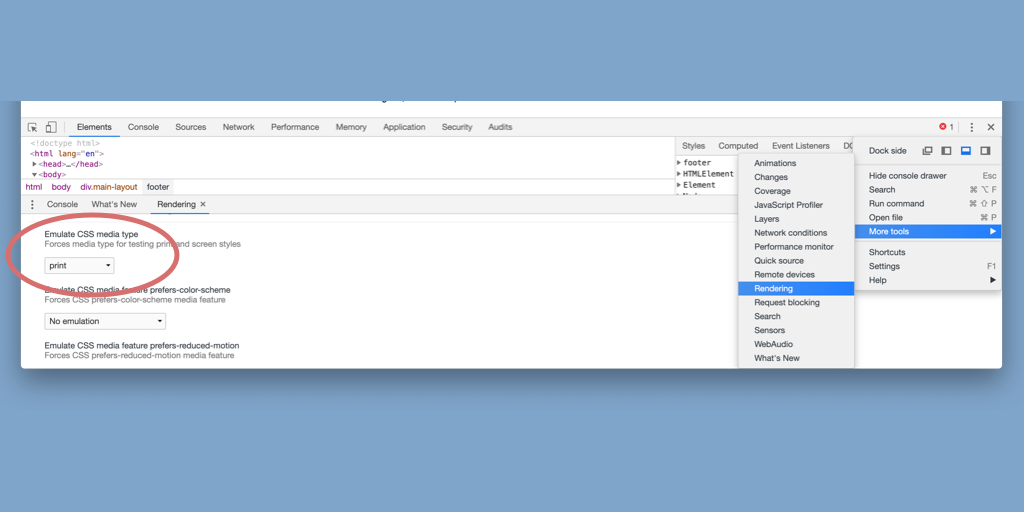 Elements Console Sources Network Performance Memory Application Security Audits 1
<!doctype html>
<html lang="en">
<head>…</head>
<body>
html body div.main-layout footer
Console What's New Rendering
Emulate CSS media type
Forces media type for testing print and screen styles
print
Emulate CSS media feature prefers-color-scheme
Forces CSS prefers-color-scheme media feature
No emulation
Emulate CSS media feature prefers-reduced-motion
Forces CSS prefers-reduced-motion media feature
Styles Computed Event Listeners
footer
HTMLElement
Element
Animations
Changes
Coverage
JavaScript Profiler
Layers
Network conditions
Performance monitor
Quick source
Remote devices
Rendering
Request blocking
Search
Sensors
WebAudio
What's New
Dock side
Hide console drawer Esc
Search ⌘ ⌥ F
Run command ⌘ ⇧ P
Open file ⌘ P
More tools
Shortcuts
Settings F1
Help